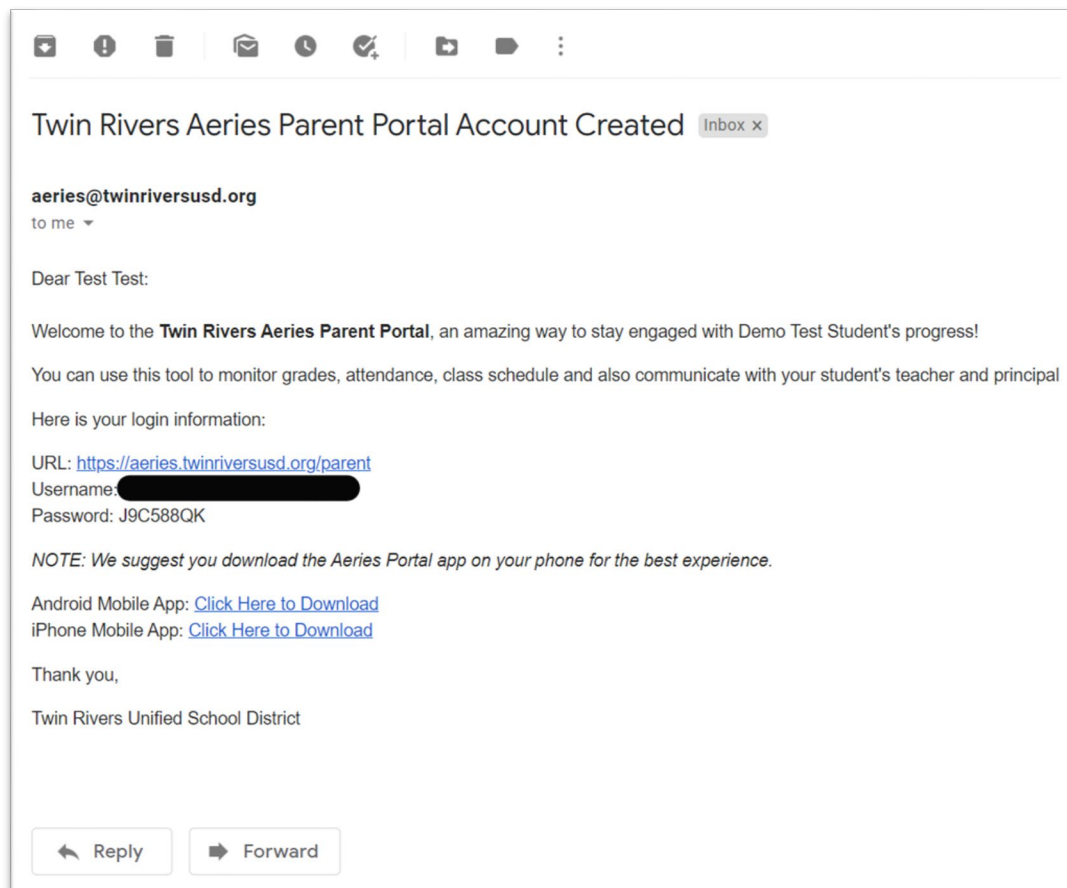 Twin Rivers Aeries Parent Portal Account Created Inbox x
aeries@twinriversusd.org
to me
Dear Test Test:
Welcome to the Twin Rivers Aeries Parent Portal, an amazing way to stay engaged with Demo Test Student's progress!
You can use this tool to monitor grades, attendance, class schedule and also communicate with your student's teacher and principal
Here is your login information:
URL: https://aeries.twinriversusd.org/parent
Username:
Password: J9C588QK
NOTE: We suggest you download the Aeries Portal app on your phone for the best experience.
Android Mobile App: Click Here to Download
iPhone Mobile App: Click Here to Download
Thank you,
Twin Rivers Unified School District
Reply Forward